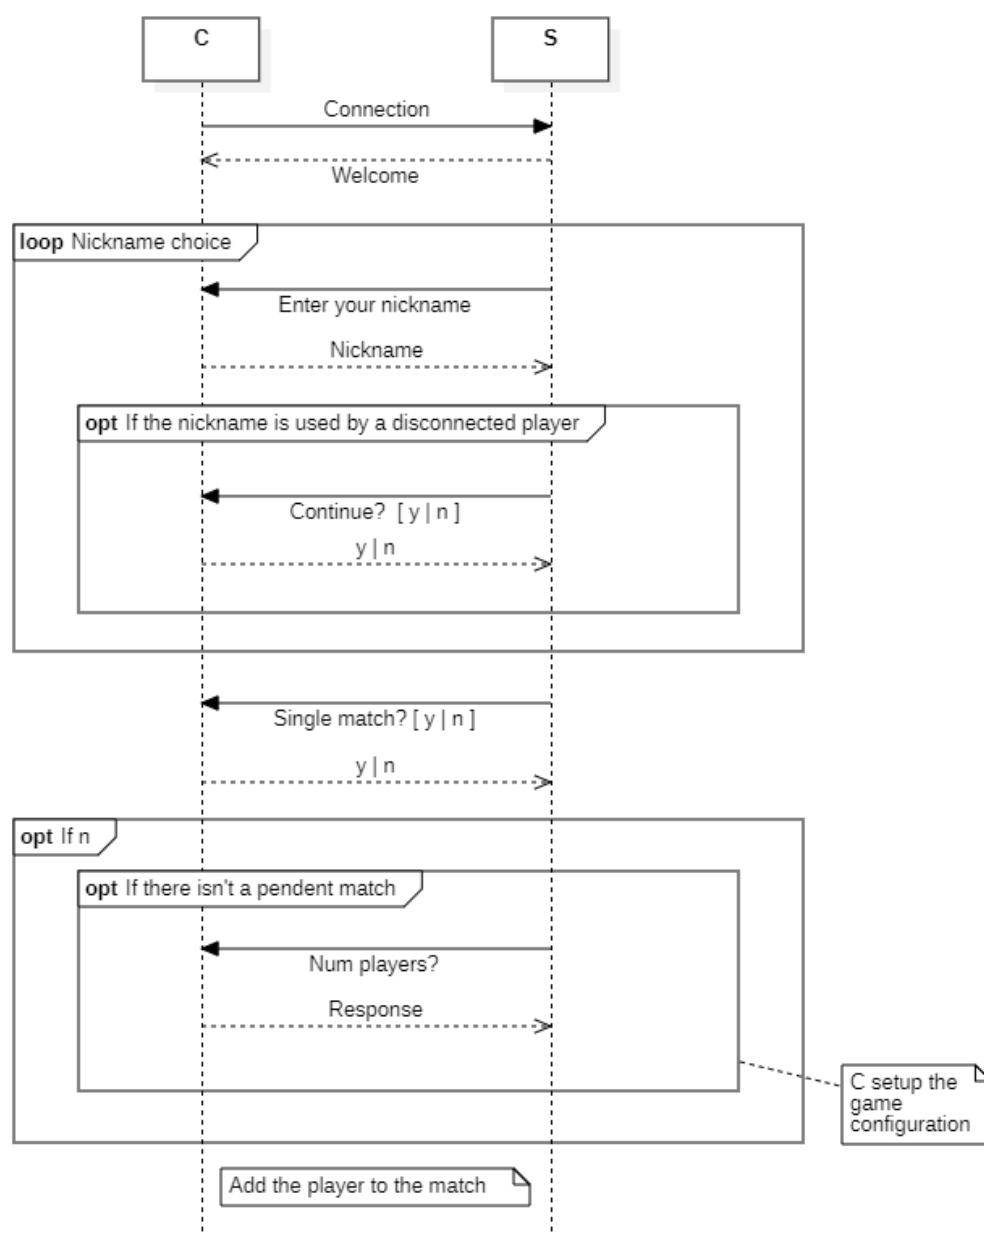 C
S
Connection
Welcome
loop Nickname choice
Enter your nickname
Nickname
opt If the nickname is used by a disconnected player
Continue? [ y | n ]
y | n
Single match? [ y | n ]
y | n
opt If n
opt If there isn't a pendent match
Num players?
Response
C setup the
game
configuration
Add the player to the match